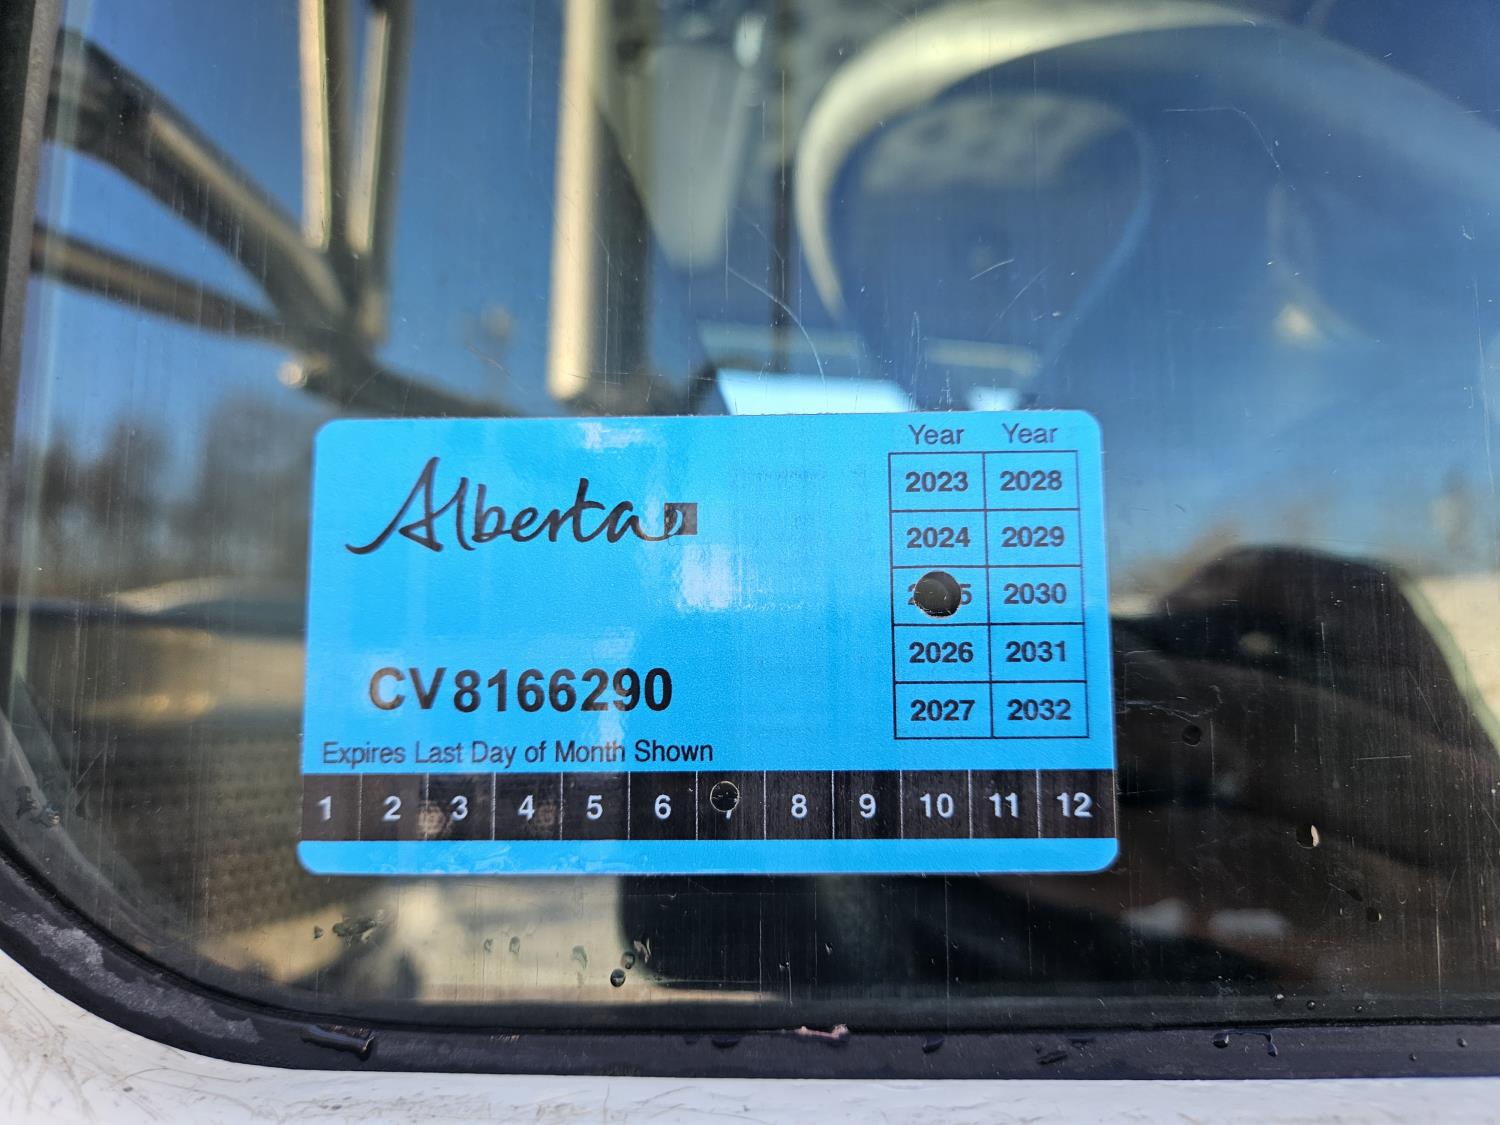 Alberta
Year Year
2023 2028
2024 2029
2030
2026 2031
2027 2032
CV8166290
Expires Last Day of Month Shown
1 2 3 4 5 6 7 8 9 10 11 12